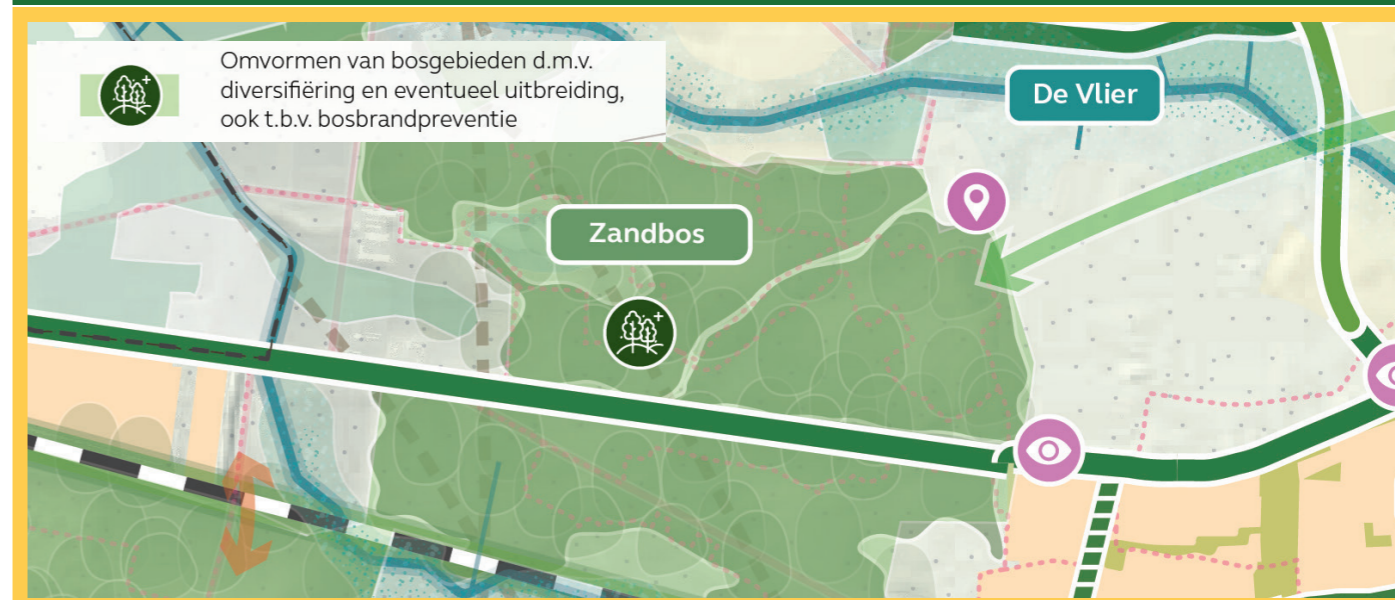 Omvormen van bosgebieden d.m.v.
diversifiëring en eventueel uitbreiding,
ook t.b.v. bosbrandpreventie
De Vlier
Zandbos